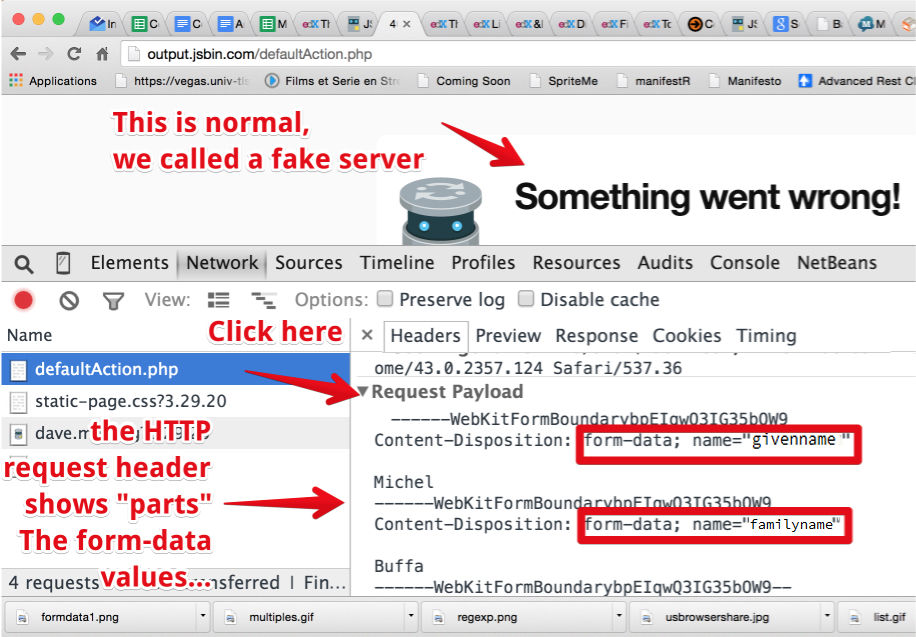 In
C
C
A
M
Th
JS
4 ×
Th
Li
&l
D
Fi
To
C
JS
S
Ba
M
output.jsbin.com/defaultAction.php
Applications https://vegas.univ-tls Films et Serie en Str Coming Soon SpriteMe manifestR Manifesto Advanced Rest C
This is normal,
we called a fake server
Something went wrong!
Elements Network Sources Timeline Profiles Resources Audits Console NetBeans
View: Options: Preserve log Disable cache
Name
Click here
× Headers Preview Response Cookies Timing
ome/43.0.2357.124 Safari/537.36
defaultAction.php
Request Payload
static-page.css?3.29.20
------WebKitFormBoundarybpEIqwQ3IG35bOW9
dave.m
the HTTP
request header
shows "parts"
The form-data
values...
Content-Disposition: form-data; name="givenname"
Michel
------WebKitFormBoundarybpEIqwQ3IG35bOW9
Content-Disposition: form-data; name="familyname"
Buffa
------WebKitFormBoundarybpEIqwQ3IG35bOW9--
4 requests nsferred | Fin...
formdata1.png multiples.gif regexp.png usbrowsershare.jpg list.gif